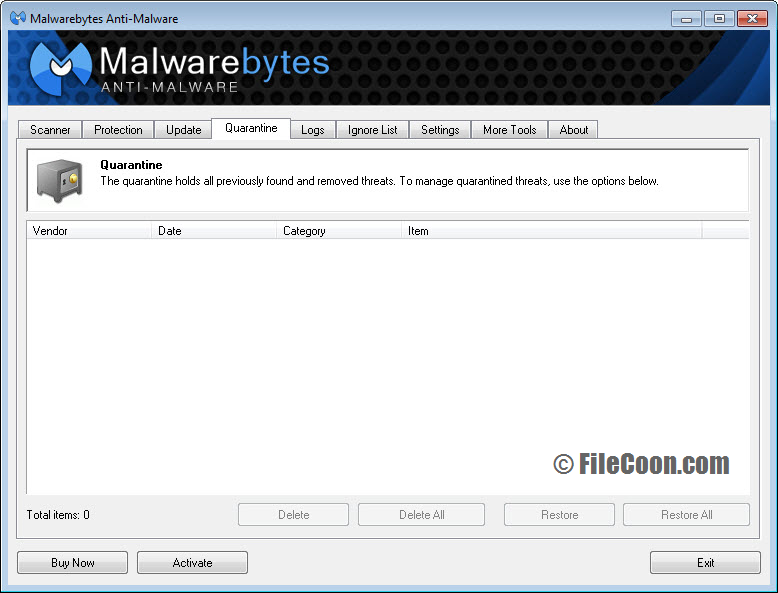 Malwarebytes Anti-Malware
Malwarebytes
ANTI-MALWARE
Scanner Protection Update Quarantine Logs Ignore List Settings More Tools About
Quarantine
The quarantine holds all previously found and removed threats. To manage quarantined threats, use the options below.
Vendor Date Category Item
© FileCoon.com
Total items: 0 Delete Delete All Restore Restore All
Buy Now Activate Exit